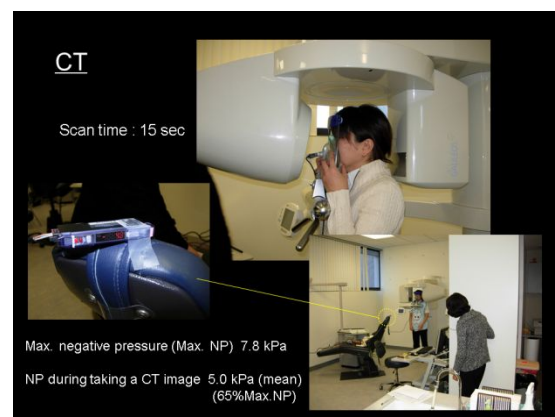 CT
Scan time : 15 sec
Max. negative pressure (Max. NP) 7.8 kPa
NP during taking a CT image 5.0 kPa (mean)
(65%Max.NP)